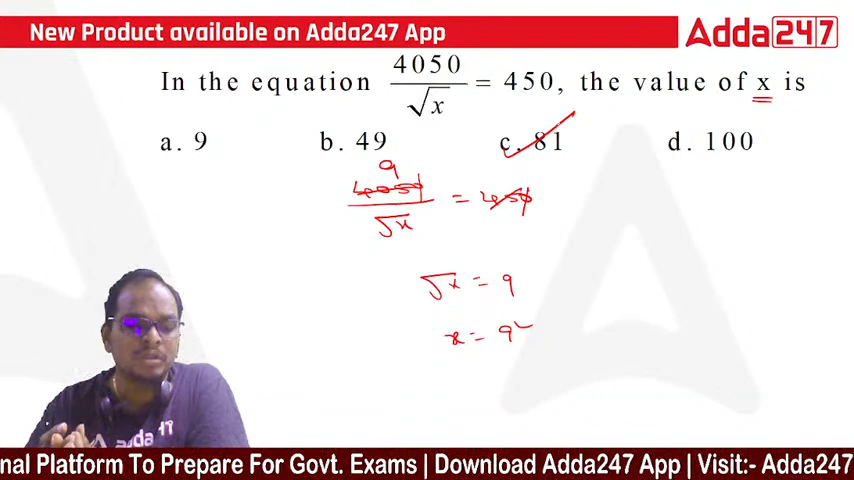 New Product available on Adda247 App
Adda247
In the equation 4050/√x = 450, the value of x is
a. 9 b. 49 c. 81 d. 100
9
4050/√x = 450
√x = 9
x = 9²
adda247
nal Platform To Prepare For Govt. Exams | Download Adda247 App | Visit:- Adda247